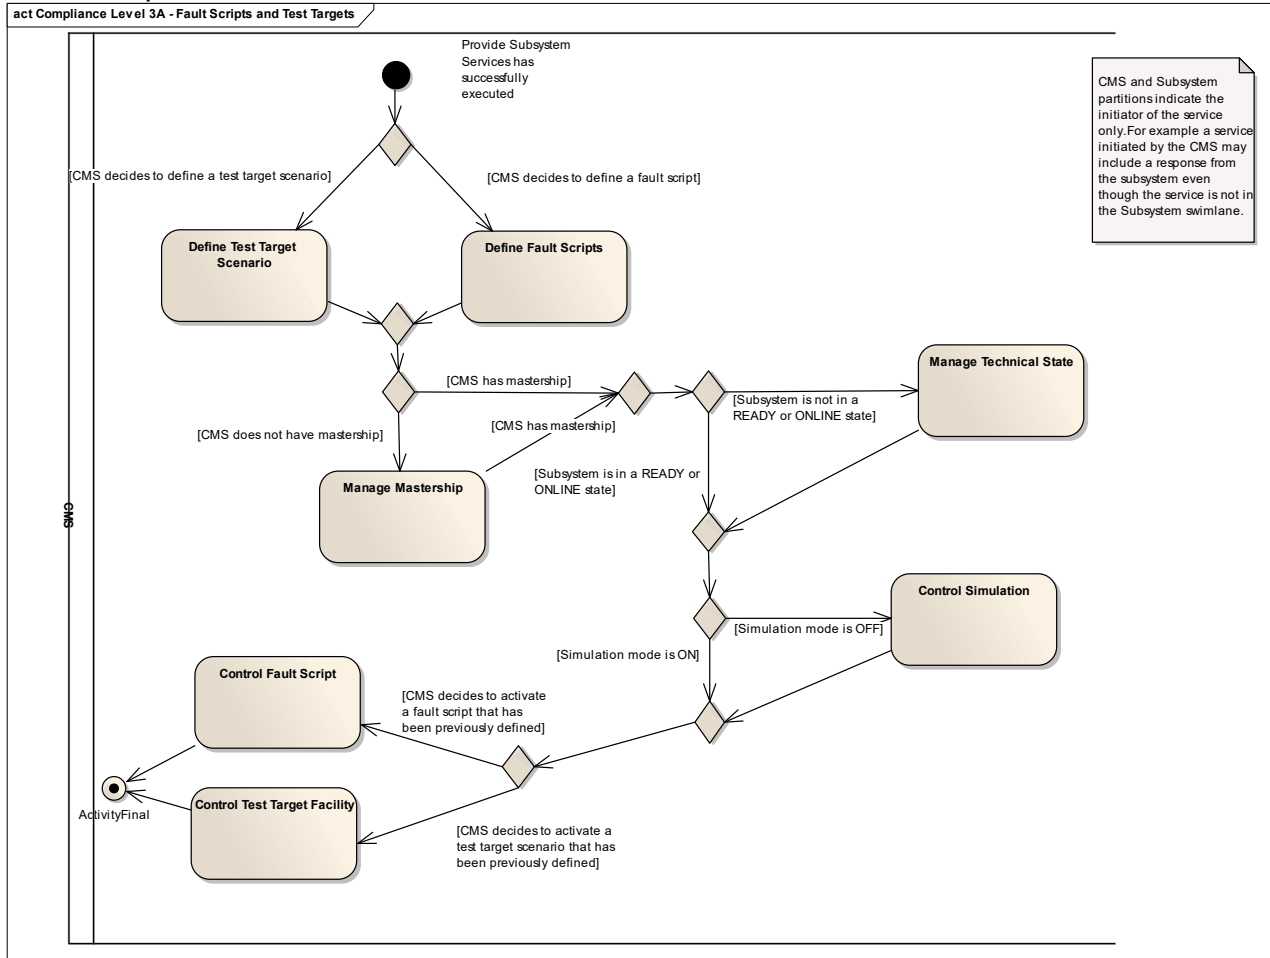 act Compliance Level 3A - Fault Scripts and Test Targets
Provide Subsystem
Services has
successfully
executed
CMS and Subsystem
partitions indicate the
initiator of the service
only.For example a service
initiated by the CMS may
include a response from
the subsystem even
though the service is not in
the Subsystem swimlane.
[CMS decides to define a test target scenario]
[CMS decides to define a fault script]
Define Test Target
Scenario
Define Fault Scripts
Manage Technical State
[CMS has mastership]
[Subsystem is not in a
READY or ONLINE state]
[CMS does not have mastership]
[CMS has mastership]
[Subsystem is in a READY or
ONLINE state]
Manage Mastership
CMS
Control Simulation
[Simulation mode is OFF]
[Simulation mode is ON]
Control Fault Script
[CMS decides to activate
a fault script that has
been previously defined]
Control Test Target Facility
ActivityFinal
[CMS decides to activate a
test target scenario that has
been previously defined]